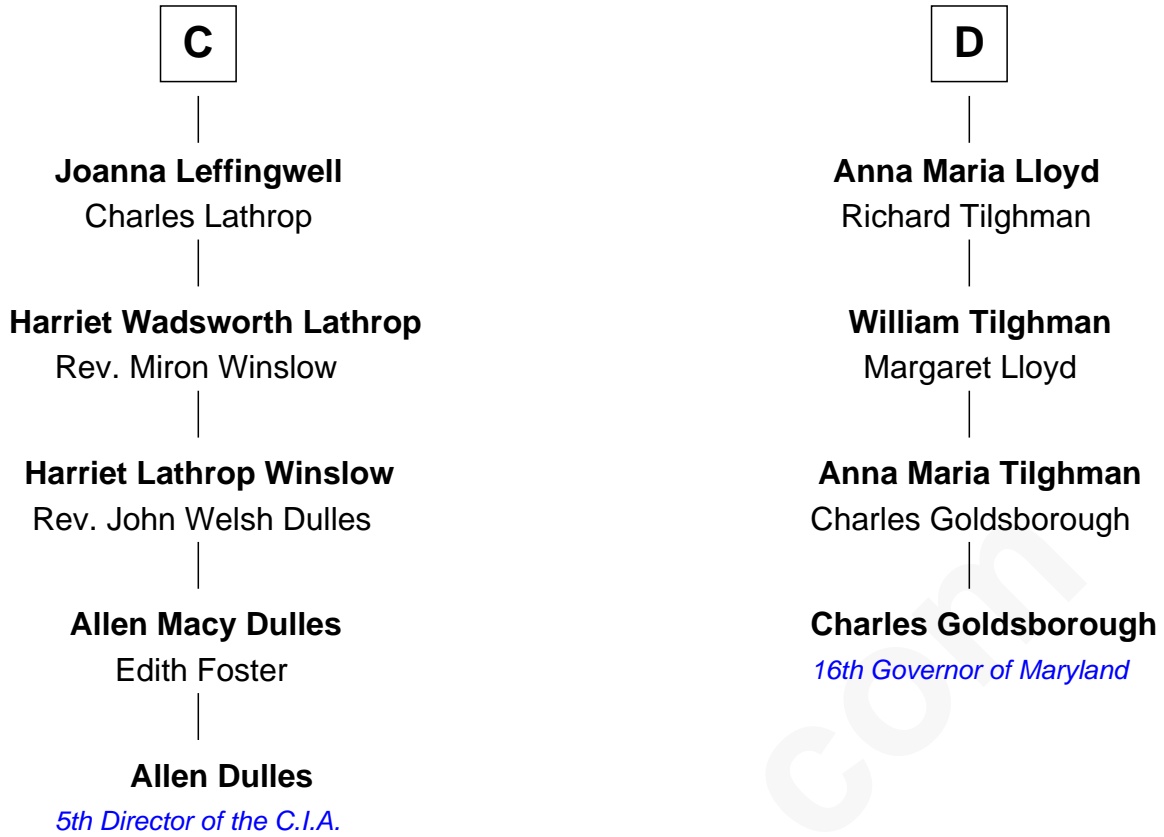 C
Joanna Leffingwell
Charles Lathrop
Harriet Wadsworth Lathrop
Rev. Miron Winslow
Harriet Lathrop Winslow
Rev. John Welsh Dulles
Allen Macy Dulles
Edith Foster
Allen Dulles
5th Director of the C.I.A.
D
Anna Maria Lloyd
Richard Tilghman
William Tilghman
Margaret Lloyd
Anna Maria Tilghman
Charles Goldsborough
Charles Goldsborough
16th Governor of Maryland
com